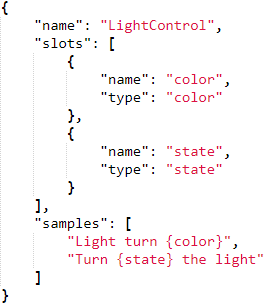 {
    "name": "LightControl",
    "slots": [
        {
            "name": "color",
            "type": "color"
        },
        {
            "name": "state",
            "type": "state"
        }
    ],
    "samples": [
        "Light turn {color}",
        "Turn {state} the light"
    ]
}